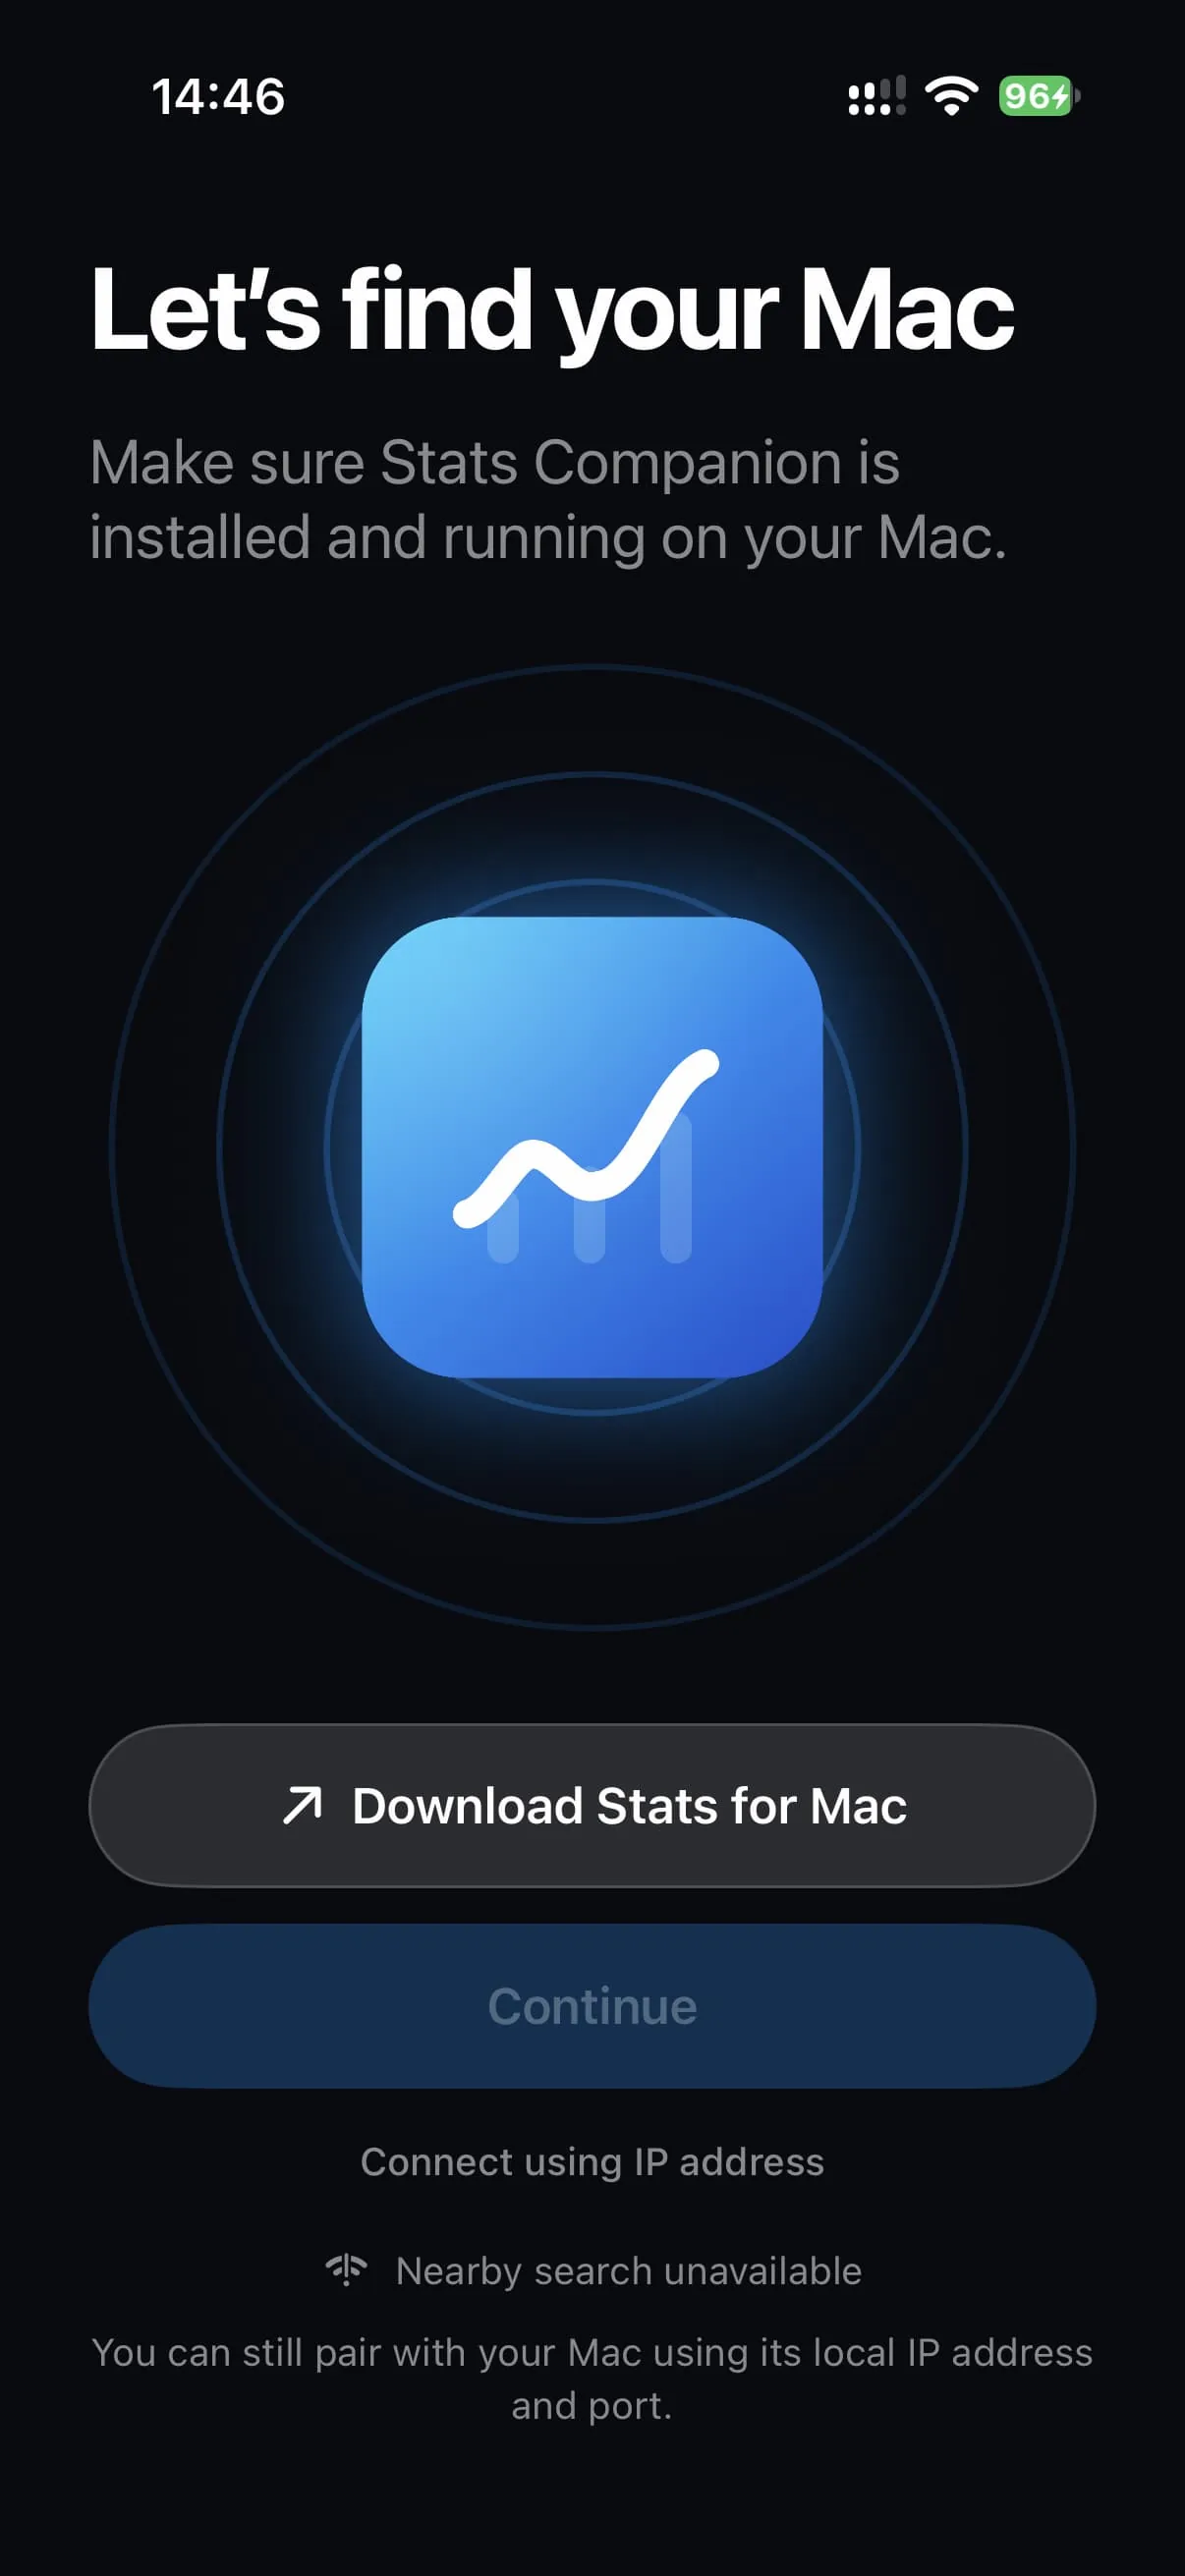 14:46
96
Let’s find your Mac
Make sure Stats Companion is
installed and running on your Mac.
Download Stats for Mac
Continue
Connect using IP address
Nearby search unavailable
You can still pair with your Mac using its local IP address
and port.